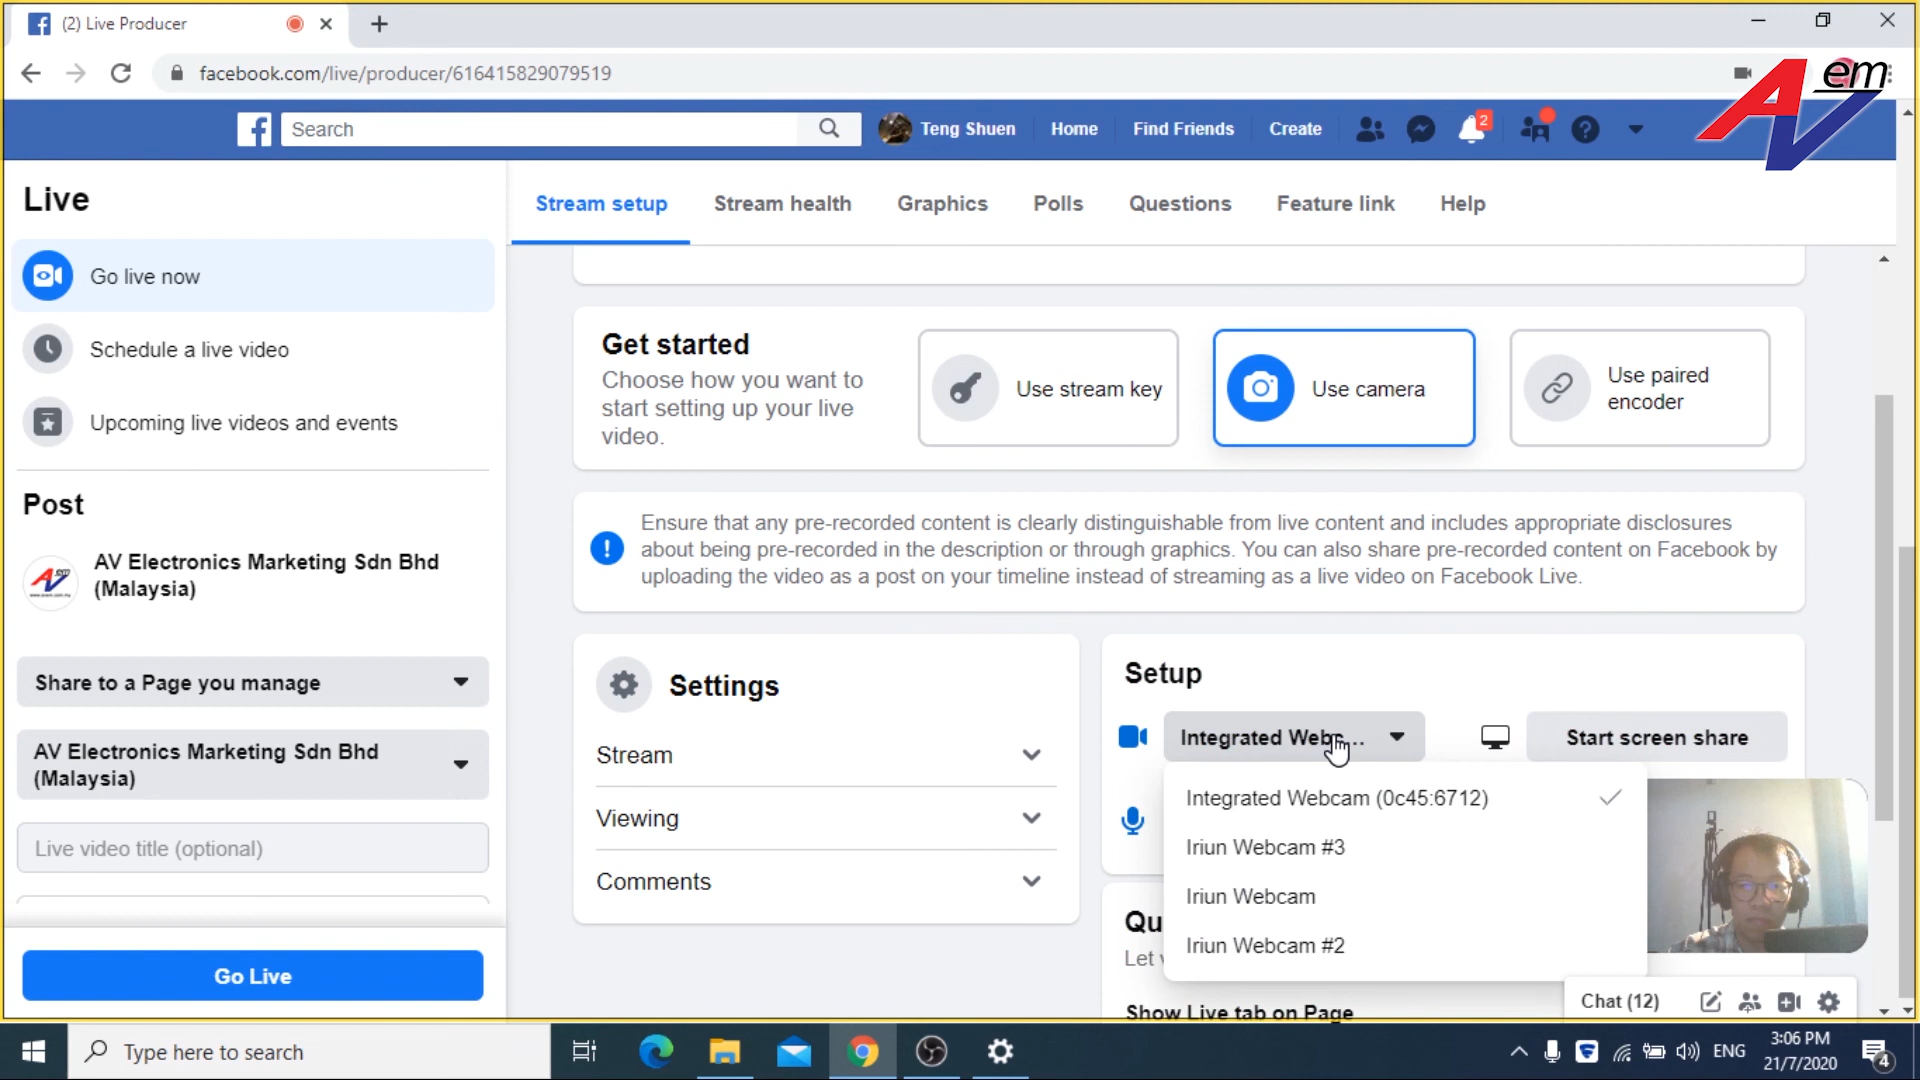 (2) Live Producer
facebook.com/live/producer/616415829079519
AV em
Search
Teng Shuen
Home
Find Friends
Create
2
Live
Go live now
Schedule a live video
Upcoming live videos and events
Post
AV Electronics Marketing Sdn Bhd
(Malaysia)
Share to a Page you manage
AV Electronics Marketing Sdn Bhd
(Malaysia)
Live video title (optional)
Go Live
Stream setup
Stream health
Graphics
Polls
Questions
Feature link
Help
Get started
Choose how you want to
start setting up your live
video.
Use stream key
Use camera
Use paired
encoder
Ensure that any pre-recorded content is clearly distinguishable from live content and includes appropriate disclosures
about being pre-recorded in the description or through graphics. You can also share pre-recorded content on Facebook by
uploading the video as a post on your timeline instead of streaming as a live video on Facebook Live.
Settings
Stream
Viewing
Comments
Setup
Integrated Webc...
Start screen share
Integrated Webcam (0c45:6712)
Iriun Webcam #3
Iriun Webcam
Iriun Webcam #2
Qu
Let
Show Live tab on Page
Chat (12)
Type here to search
ENG
3:06 PM
21/7/2020
4